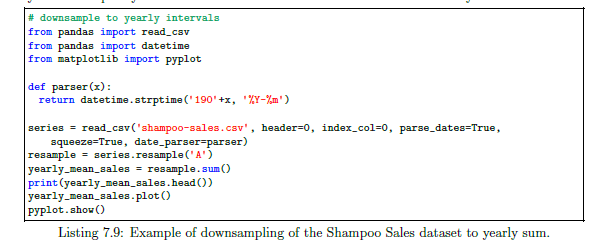 # downsample to yearly intervals
from pandas import read_csv
from pandas import datetime
from matplotlib import pyplot
def parser(x):
return datetime.strptime('190'+x, '%Y-%m')
series = read_csv('shampoo-sales.csv', header=0, index_col=0, parse_dates=True,
squeeze=True, date_parser=parser)
resample = series.resample('A')
yearly_mean_sales = resample.sum()
print(yearly_mean_sales.head())
yearly_mean_sales.plot()
pyplot.show()
Listing 7.9: Example of downsampling of the Shampoo Sales dataset to yearly sum.